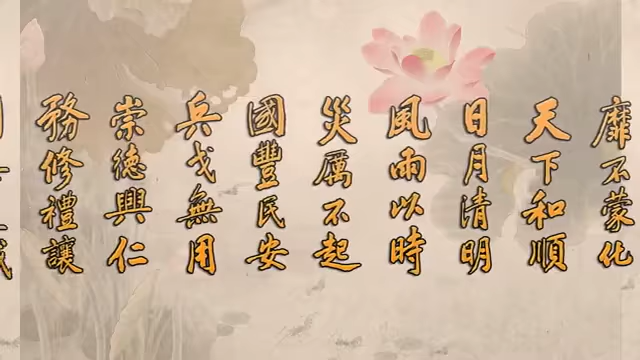 靡不蒙化
天下和順
日月清明
風雨以時
災厲不起
國豐民安
兵戈無用
崇德興仁
務修禮讓